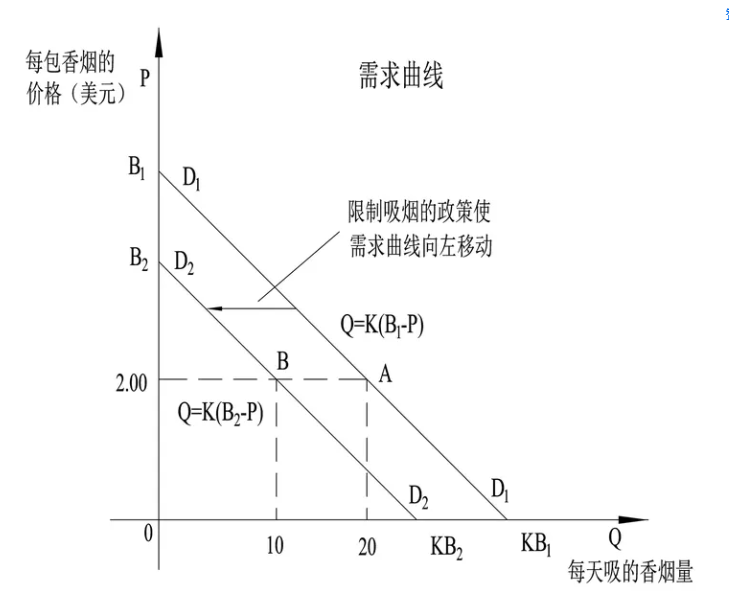 每包香烟的
价格（美元）
P
需求曲线
B₁
D₁
限制吸烟的政策使
需求曲线向左移动
B₂
D₂
Q=K(B₁-P)
B
A
2.00
Q=K(B₂-P)
D₂
D₁
0
10
20
KB₂
KB₁
Q
每天吸的香烟量